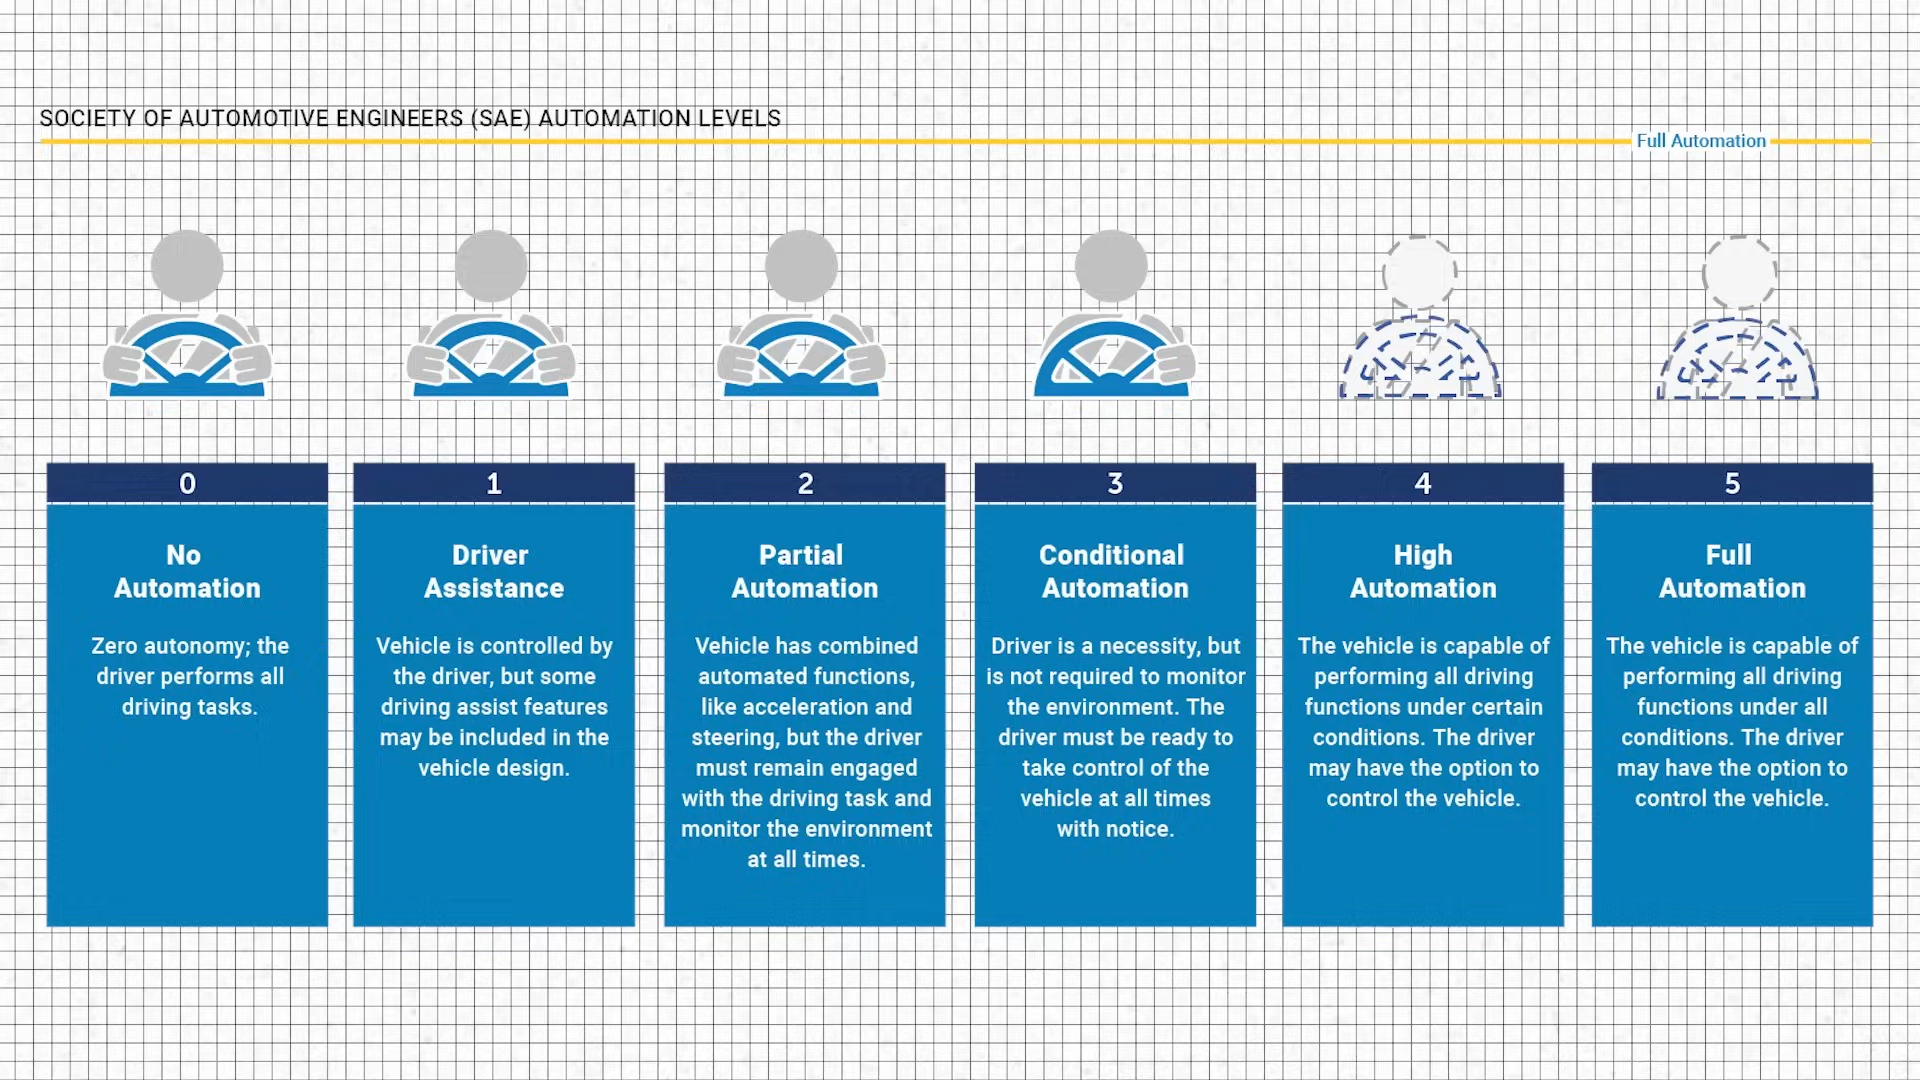 SOCIETY OF AUTOMOTIVE ENGINEERS (SAE) AUTOMATION LEVELS
Full Automation
0
No
Automation
Zero autonomy; the
driver performs all
driving tasks.
1
Driver
Assistance
Vehicle is controlled by
the driver, but some
driving assist features
may be included in the
vehicle design.
2
Partial
Automation
Vehicle has combined
automated functions,
like acceleration and
steering, but the driver
must remain engaged
with the driving task and
monitor the environment
at all times.
3
Conditional
Automation
Driver is a necessity, but
is not required to monitor
the environment. The
driver must be ready to
take control of the
vehicle at all times
with notice.
4
High
Automation
The vehicle is capable of
performing all driving
functions under certain
conditions. The driver
may have the option to
control the vehicle.
5
Full
Automation
The vehicle is capable of
performing all driving
functions under all
conditions. The driver
may have the option to
control the vehicle.